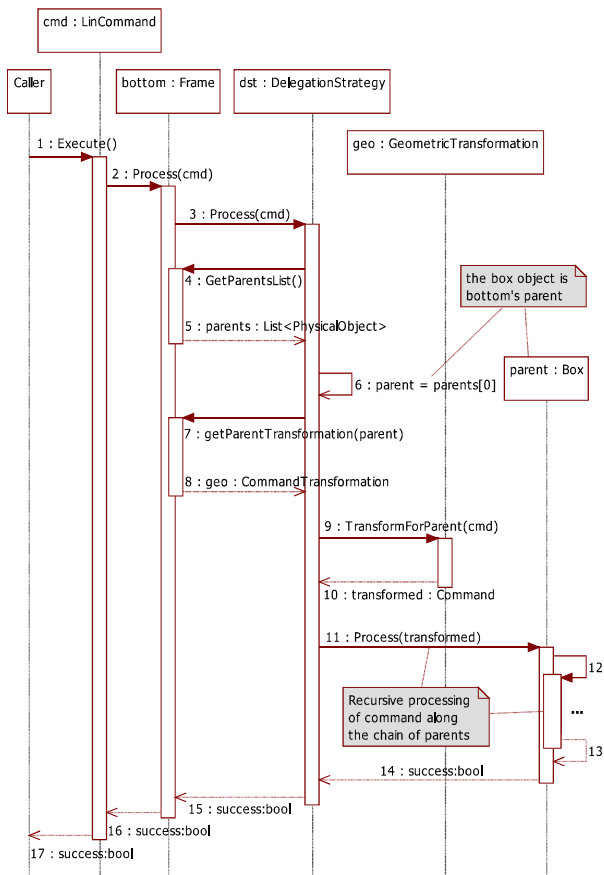 cmd : LinCommand
Caller
bottom : Frame
dst : DelegationStrategy
geo : GeometricTransformation
1 : Execute()
2 : Process(cmd)
3 : Process(cmd)
4 : GetParentsList()
the box object is
bottom's parent
5 : parents : List<PhysicalObject>
parent : Box
6 : parent = parents[0]
7 : getParentTransformation(parent)
8 : geo : CommandTransformation
9 : TransformForParent(cmd)
10 : transformed : Command
11 : Process(transformed)
12
Recursive processing
of command along
the chain of parents
...
13
14 : success:bool
15 : success:bool
16 : success:bool
17 : success:bool